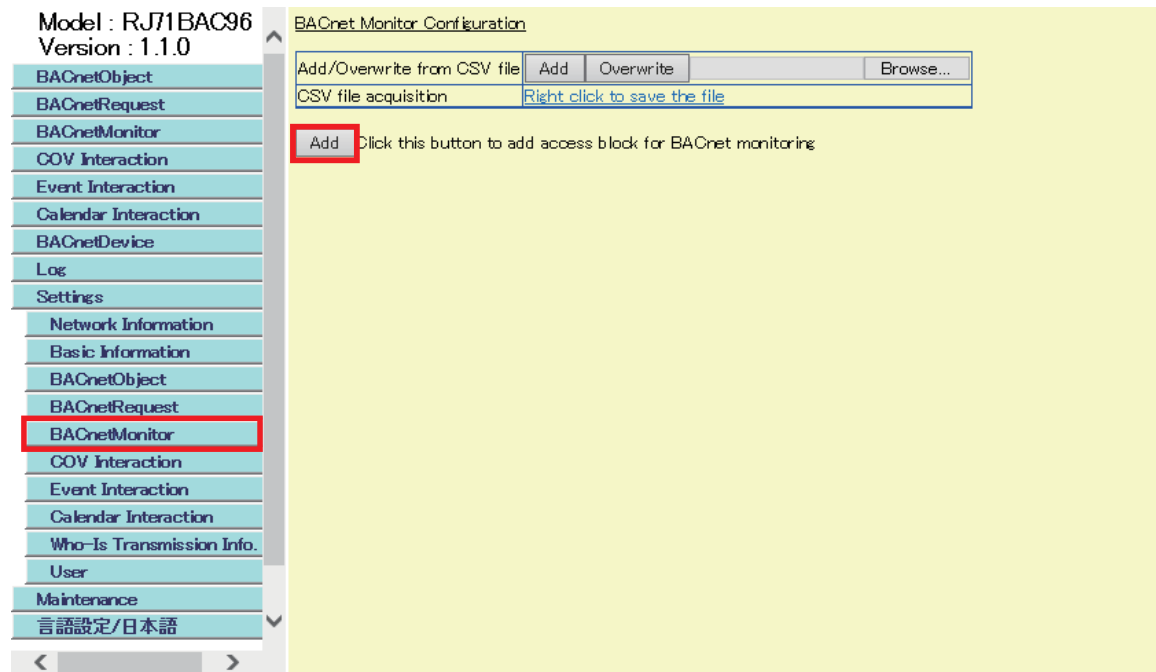 Model : RJ71BAC96
Version : 1.1.0
BACnetObject
BACnetRequest
BACnetMonitor
COV Interaction
Event Interaction
Calendar Interaction
BACnetDevice
Log
Settings
Network Information
Basic Information
BACnetObject
BACnetRequest
BACnetMonitor
COV Interaction
Event Interaction
Calendar Interaction
Who-Is Transmission Info.
User
Maintenance
言語設定/日本語
BACnet Monitor Configuration
Add/Overwrite from CSV file Add Overwrite Browse...
CSV file acquisition Right click to save the file
Add Click this button to add access block for BACnet monitoring